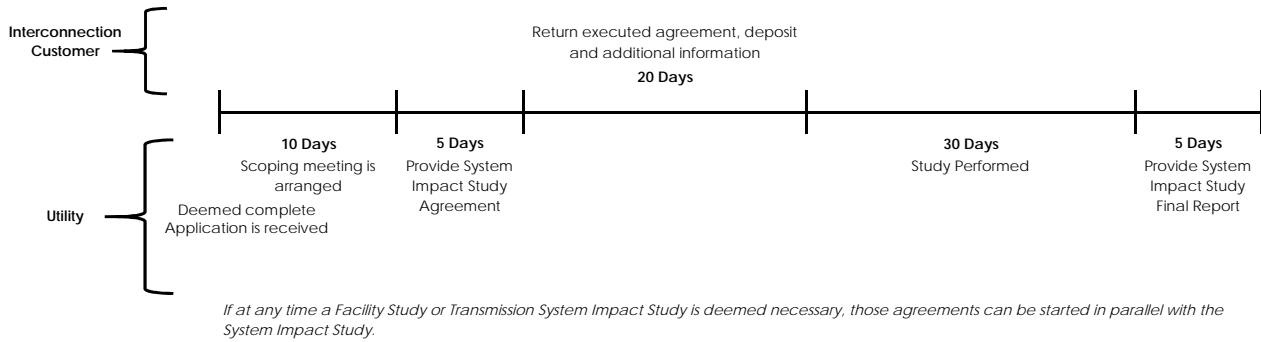 Interconnection
Customer
Return executed agreement, deposit
and additional information
20 Days
10 Days
Scoping meeting is
arranged
Deemed complete
Application is received
5 Days
Provide System
Impact Study
Agreement
30 Days
Study Performed
5 Days
Provide System
Impact Study
Final Report
Utility
If at any time a Facility Study or Transmission System Impact Study is deemed necessary, those agreements can be started in parallel with the
System Impact Study.